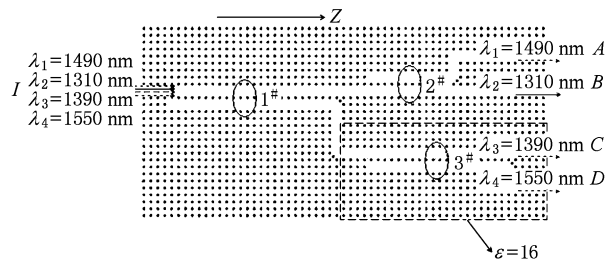 Z
λ₁=1490 nm
λ₂=1310 nm
I
λ₃=1390 nm
λ₄=1550 nm
1#
2#
3#
λ₁=1490 nm A
λ₂=1310 nm B
λ₃=1390 nm C
λ₄=1550 nm D
ε=16